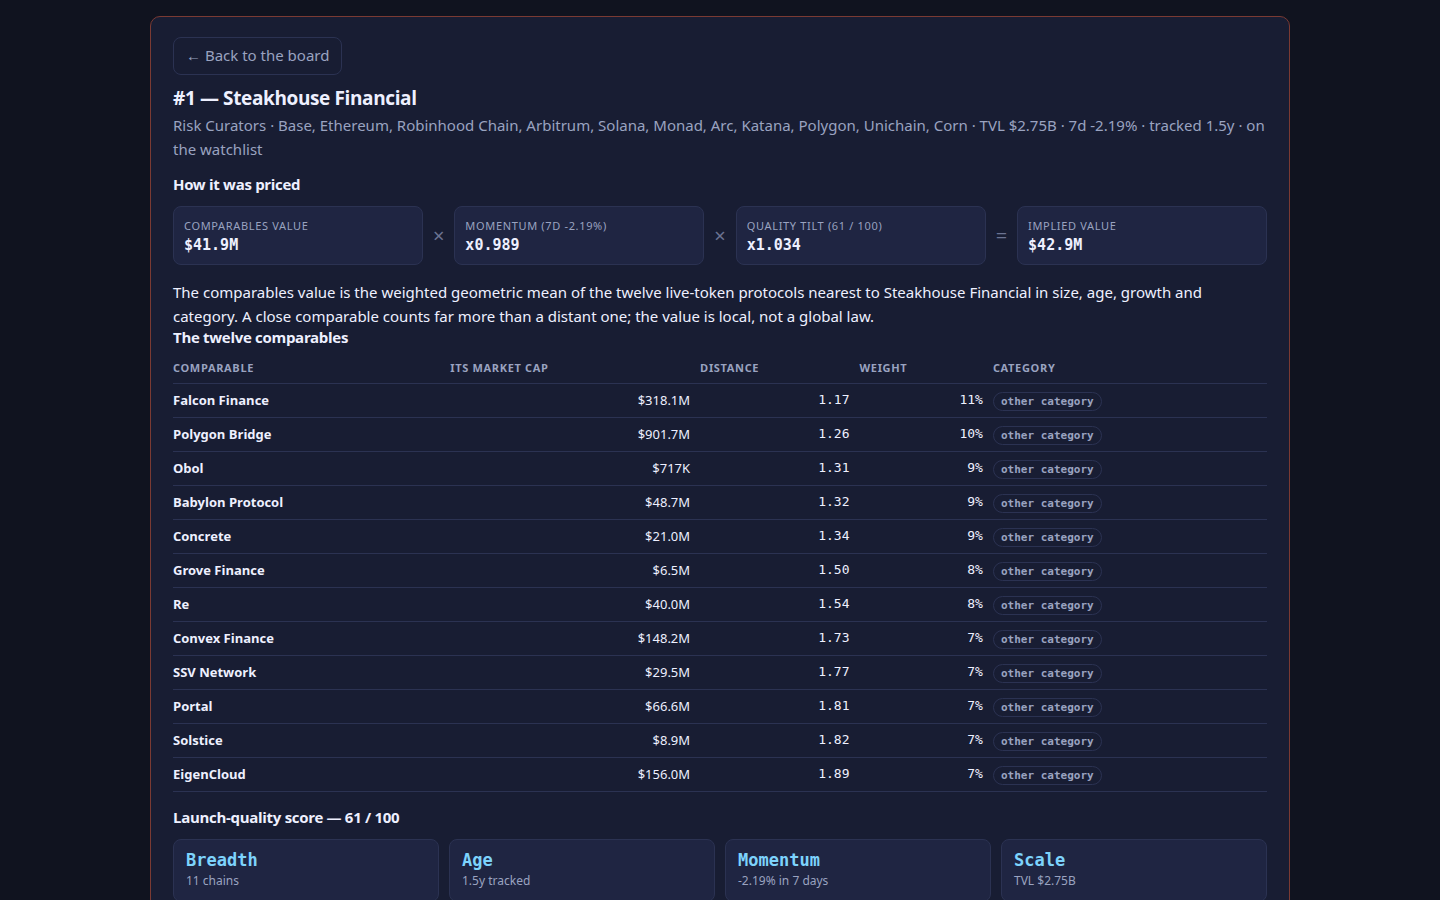 ← Back to the board
#1 — Steakhouse Financial
Risk Curators · Base, Ethereum, Robinhood Chain, Arbitrum, Solana, Monad, Arc, Katana, Polygon, Unichain, Corn · TVL $2.75B · 7d -2.19% · tracked 1.5y · on
the watchlist
How it was priced
COMPARABLES VALUE
$41.9M
×
MOMENTUM (7D -2.19%)
x0.989
×
QUALITY TILT (61 / 100)
x1.034
=
IMPLIED VALUE
$42.9M
The comparables value is the weighted geometric mean of the twelve live-token protocols nearest to Steakhouse Financial in size, age, growth and
category. A close comparable counts far more than a distant one; the value is local, not a global law.
The twelve comparables
COMPARABLE ITS MARKET CAP DISTANCE WEIGHT CATEGORY
Falcon Finance $318.1M 1.17 11% other category
Polygon Bridge $901.7M 1.26 10% other category
Obol $717K 1.31 9% other category
Babylon Protocol $48.7M 1.32 9% other category
Concrete $21.0M 1.34 9% other category
Grove Finance $6.5M 1.50 8% other category
Re $40.0M 1.54 8% other category
Convex Finance $148.2M 1.73 7% other category
SSV Network $29.5M 1.77 7% other category
Portal $66.6M 1.81 7% other category
Solstice $8.9M 1.82 7% other category
EigenCloud $156.0M 1.89 7% other category
Launch-quality score — 61 / 100
Breadth
11 chains
Age
1.5y tracked
Momentum
-2.19% in 7 days
Scale
TVL $2.75B